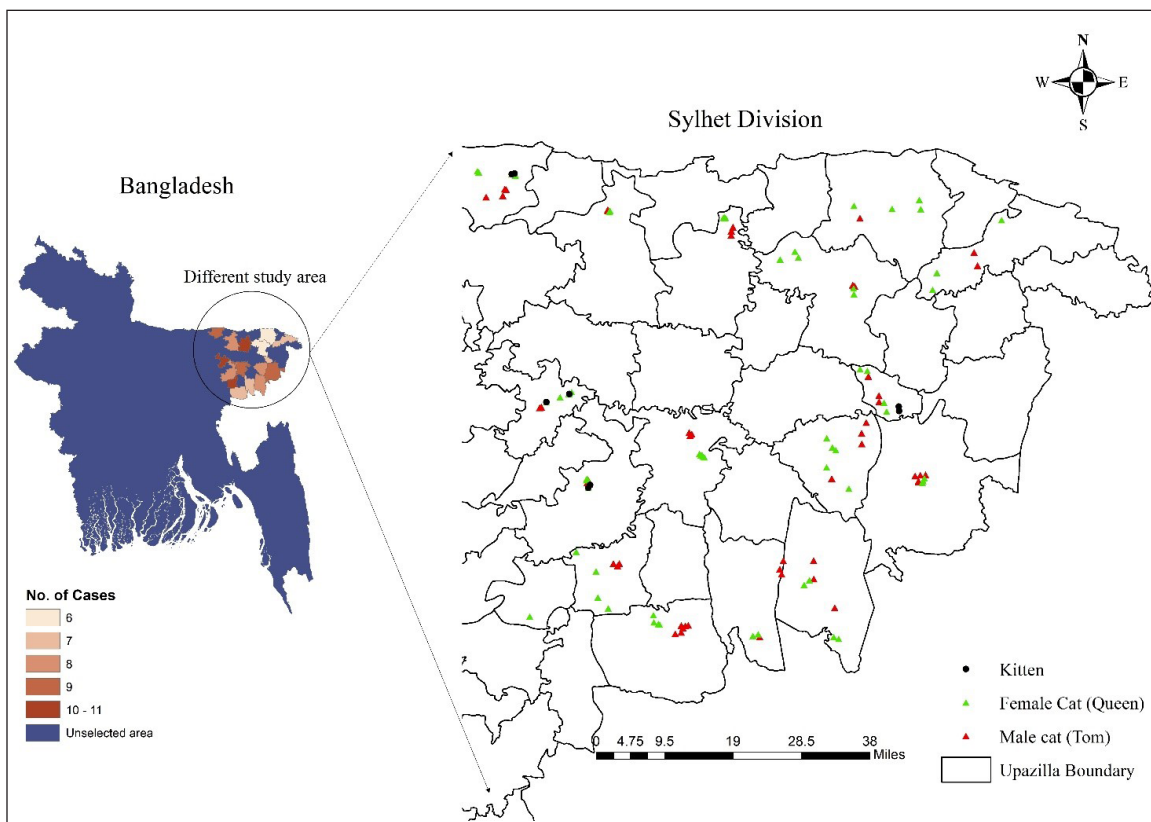 N
W
E
S
Sylhet Division
Bangladesh
Different study area
No. of Cases
6
7
8
9
10 - 11
Unselected area
Kitten
Female Cat (Queen)
Male cat (Tom)
Upazilla Boundary
0 4.75 9.5 19 28.5 38
Miles